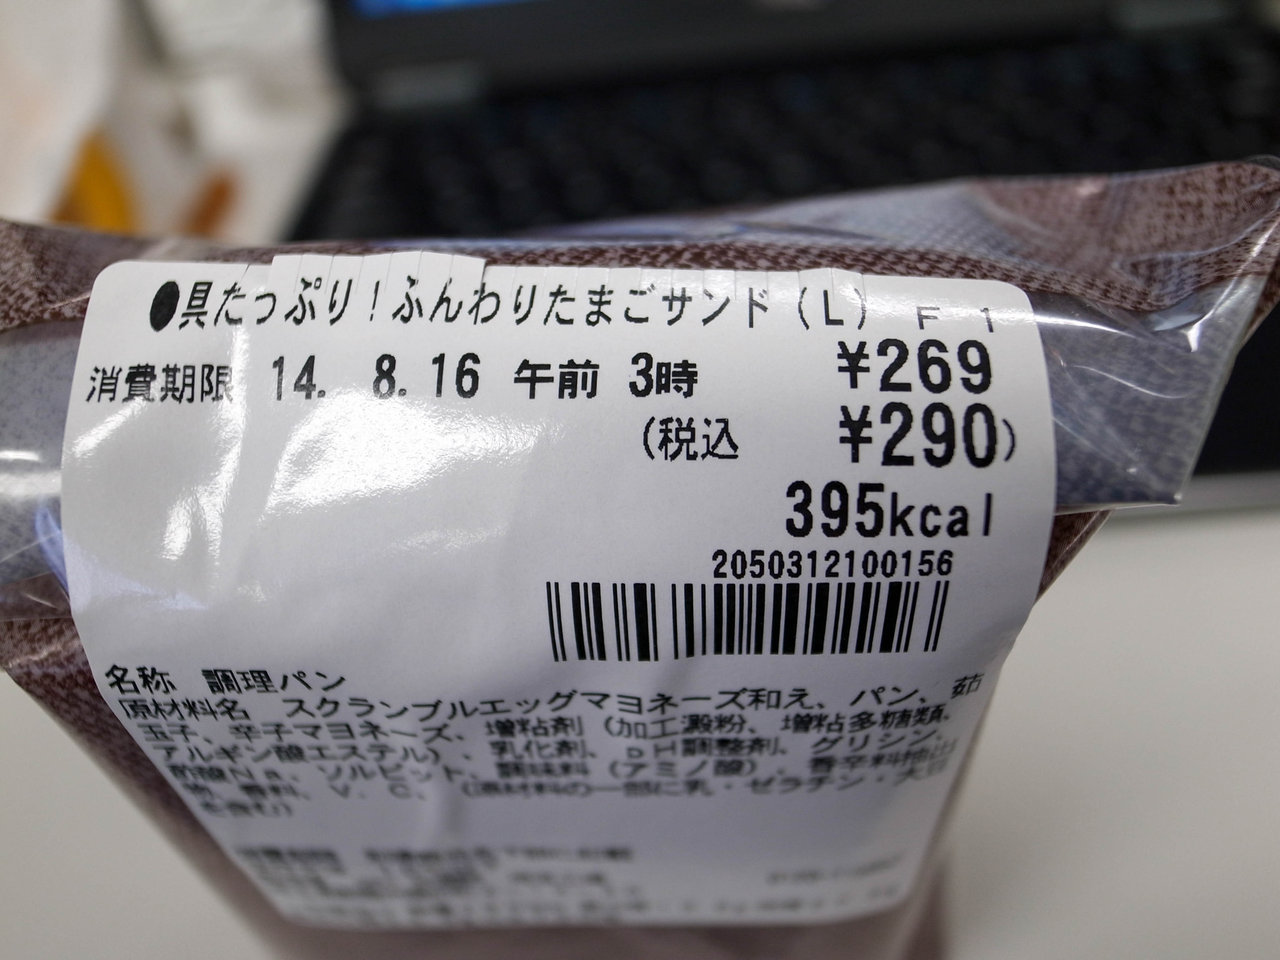 ●具たっぷり！ふんわりたまごサンド（L） F 1
消費期限 14. 8.16 午前 3時 ¥269
(税込 ¥290)
395kcal
2050312100156
名称 調理パン
原材料名 スクランブルエッグマヨネーズ和え、パン、茹
玉子、辛子マヨネーズ、増粘剤（加工澱粉、増粘多糖類、
アルギン酸エステル）、乳化剤、pH調整剤、グリシン、
酢酸Na、ソルビット、調味料（アミノ酸）、香辛料抽出
物、香料、V．C、（原材料の一部に乳・ゼラチン・大豆
を含む）